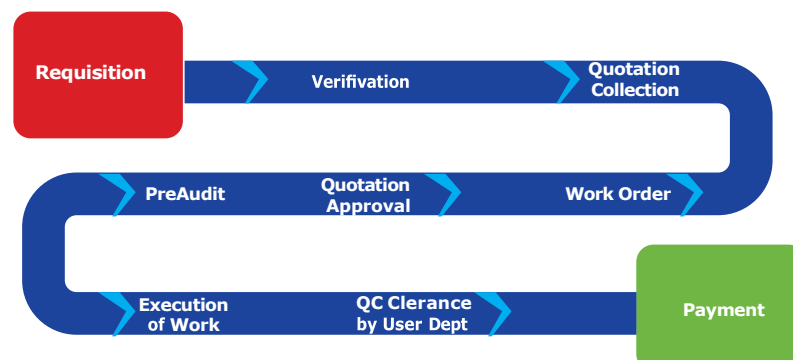 Requisition
Verifivation
Quotation
Collection
PreAudit
Quotation
Approval
Work Order
Execution
of Work
QC Clerance
by User Dept
Payment